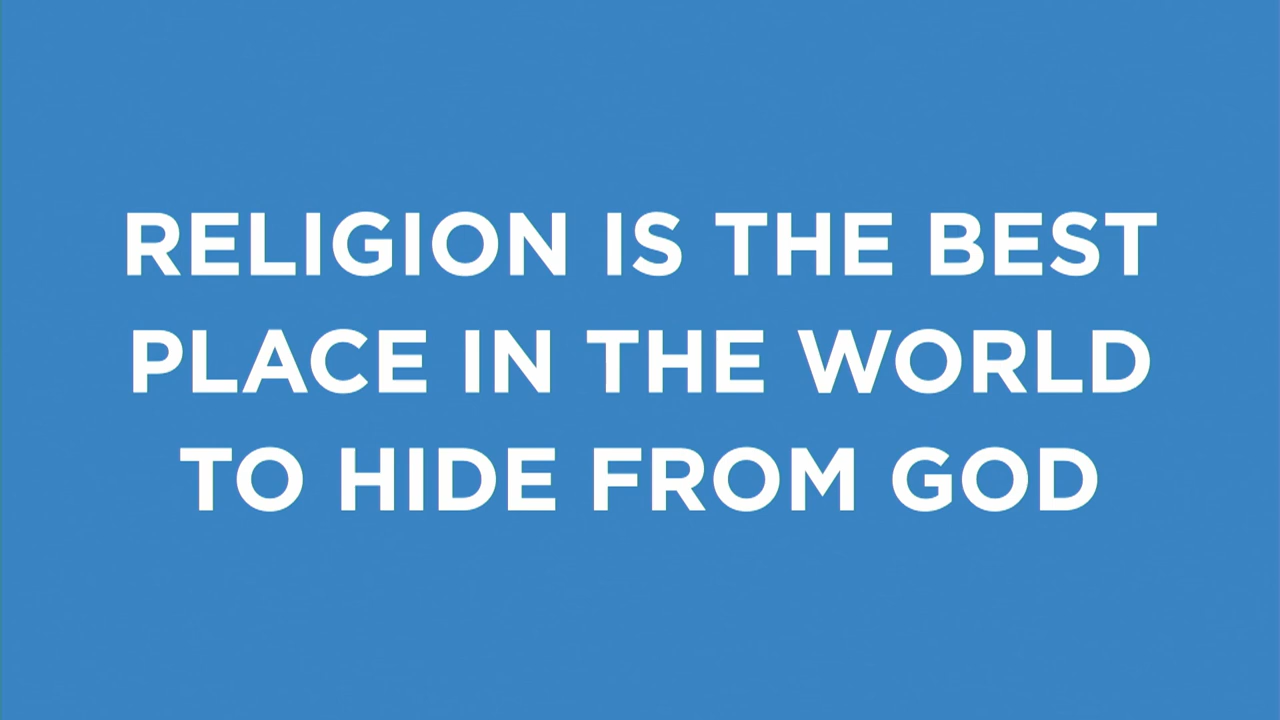 RELIGION IS THE BEST
PLACE IN THE WORLD
TO HIDE FROM GOD